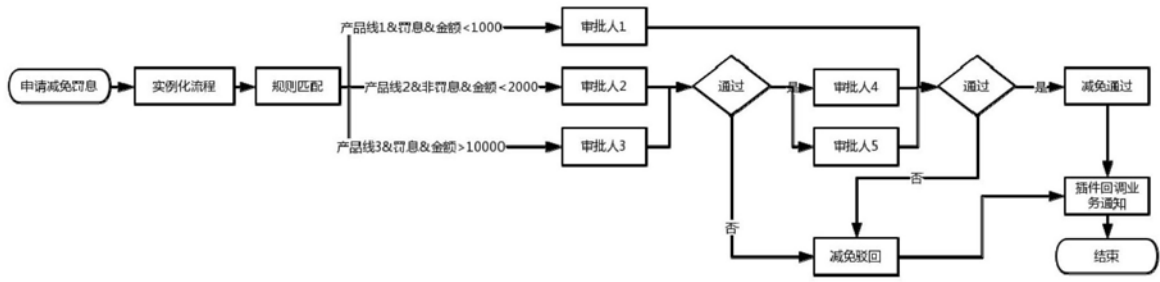 产品线1&罚息&金额<1000
审批人1
申请减免罚息
实例化流程
规则匹配
产品线2&非罚息&金额<2000
审批人2
通过
是
审批人4
通过
是
减免通过
产品线3&罚息&金额>10000
审批人3
审批人5
否
插件回调业
务通知
否
减免驳回
结束